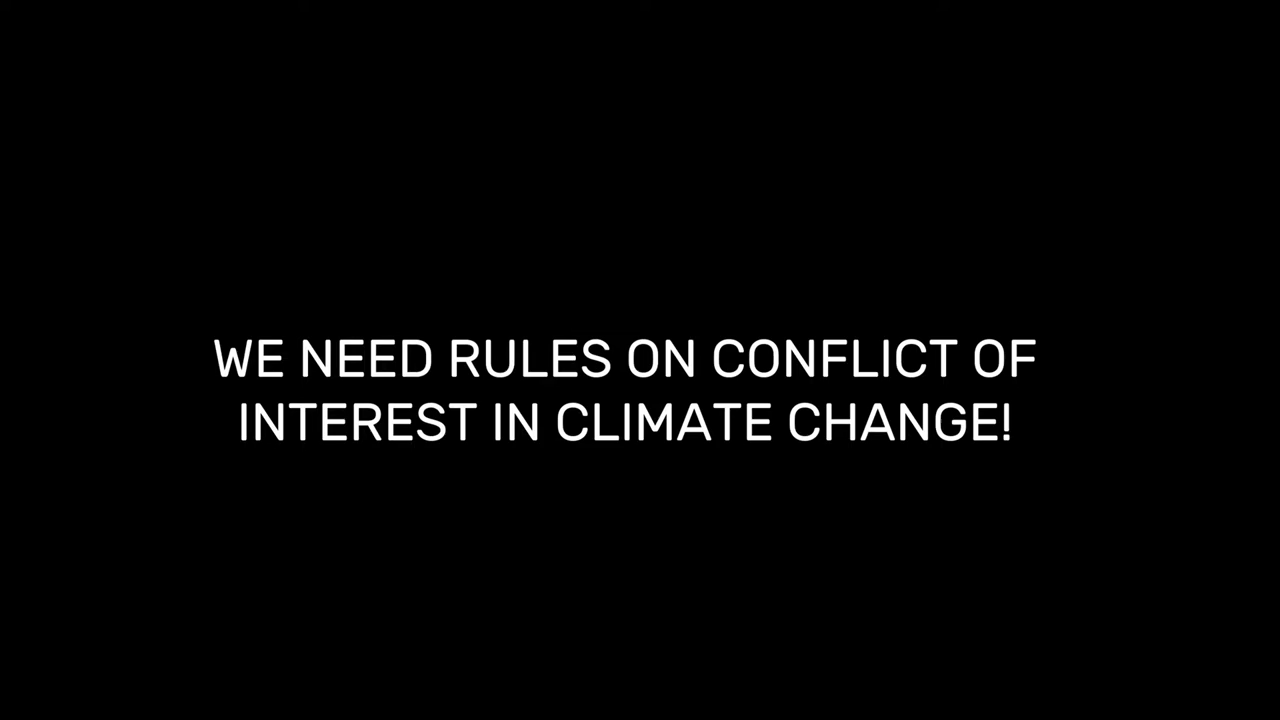 WE NEED RULES ON CONFLICT OF
INTEREST IN CLIMATE CHANGE!